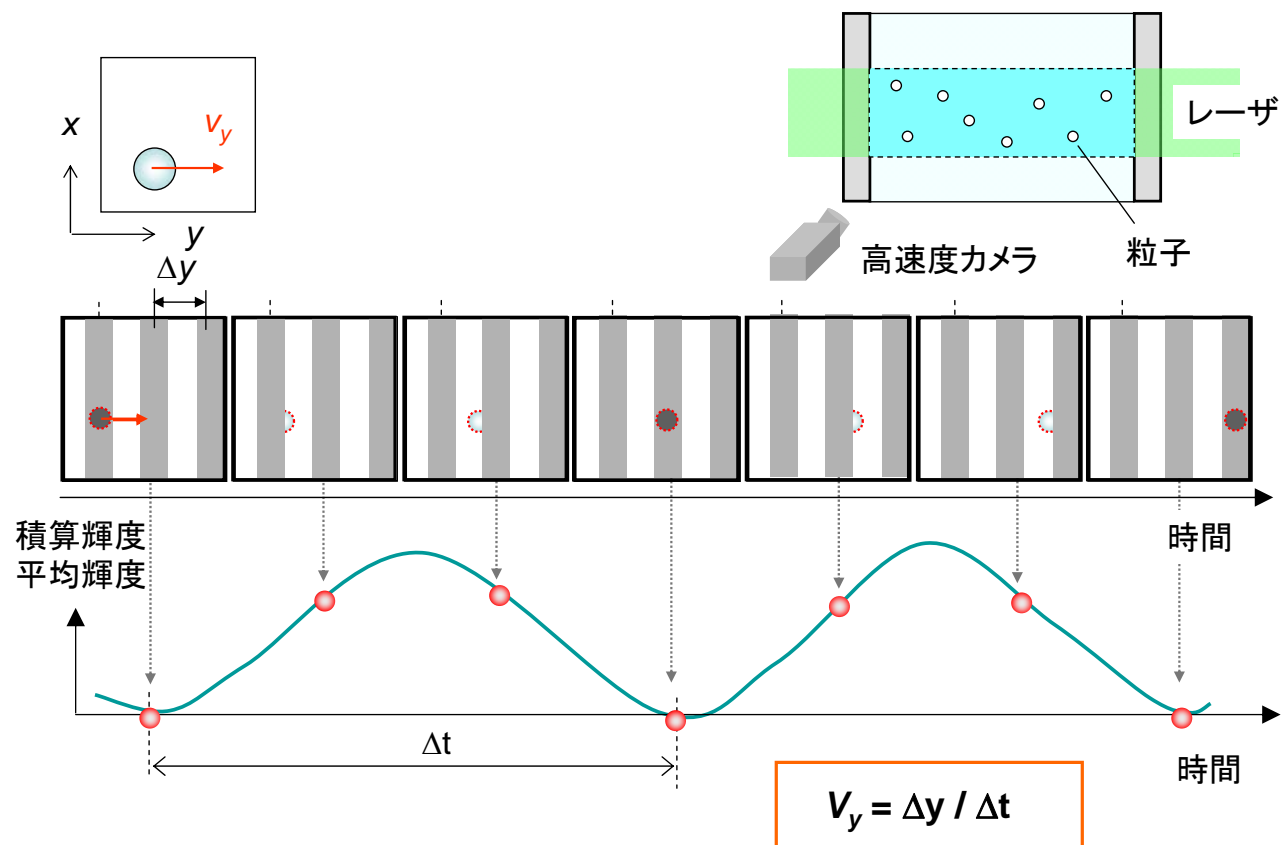 x
vy
y
Δy
レーザ
高速度カメラ
粒子
時間
積算輝度
平均輝度
Δt
時間
Vy = Δy / Δt